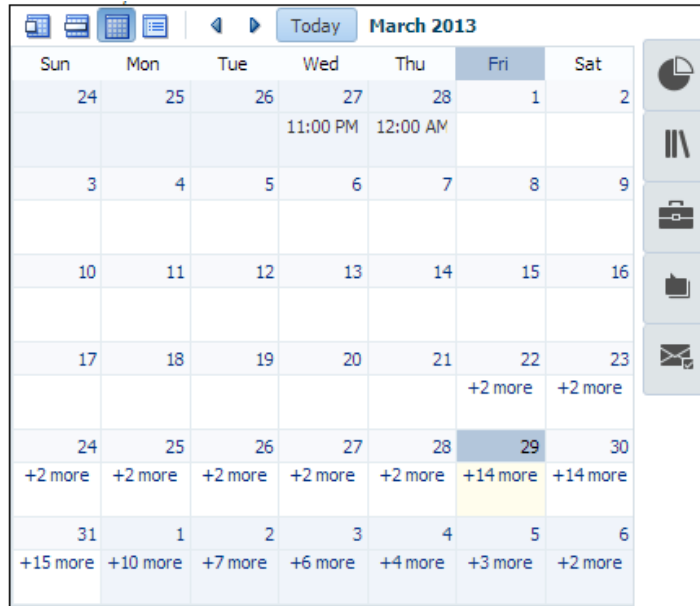 Today March 2013
Sun Mon Tue Wed Thu Fri Sat
24 25 26 27 28 1 2
11:00 PM 12:00 AM
3 4 5 6 7 8 9
10 11 12 13 14 15 16
17 18 19 20 21 22 23
+2 more +2 more
24 25 26 27 28 29 30
+2 more +2 more +2 more +2 more +2 more +14 more +14 more
31 1 2 3 4 5 6
+15 more +10 more +7 more +6 more +4 more +3 more +2 more